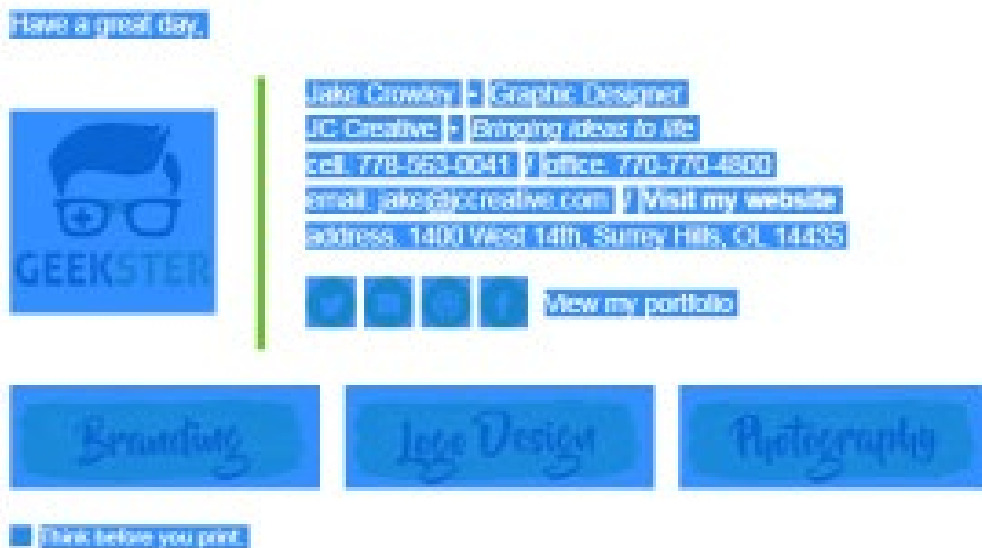 Have a great day,
Jake Crowley • Graphic Designer
JC Creative • Bringing ideas to life
cell. 778-553-0041 / office. 770-770-4800
email. jake@jccreative.com / Visit my website
address. 1400 West 14th, Surrey Hills, OL 14435
GEEKSTER
View my portfolio
Branding
Logo Design
Photography
Think before you print.